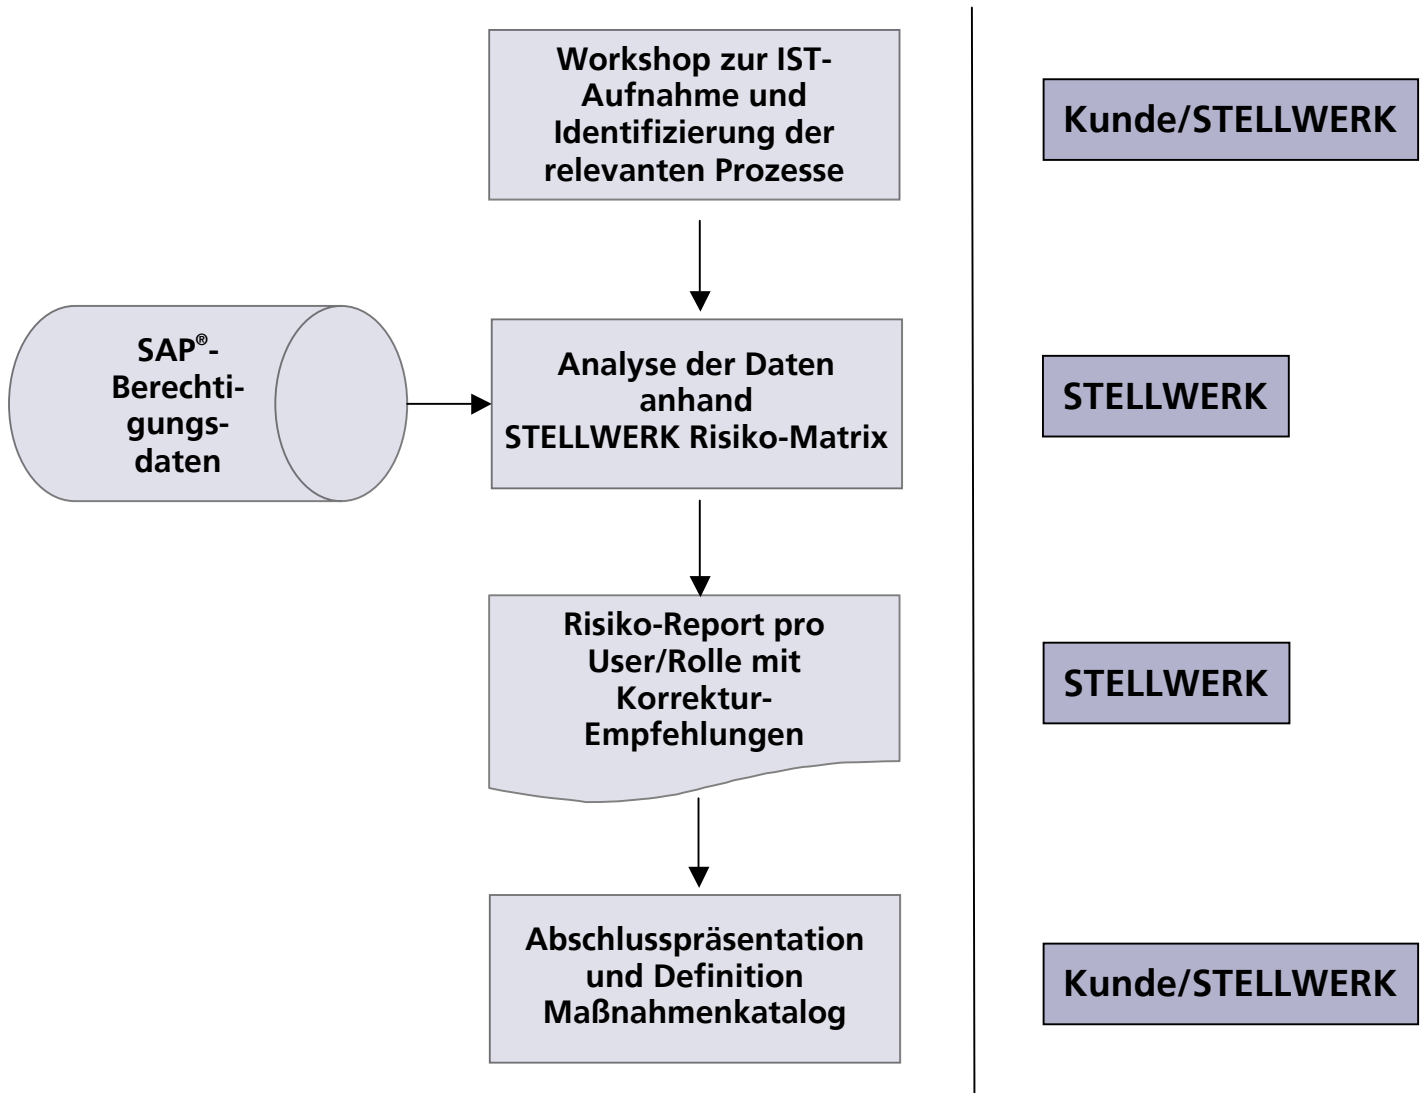 Workshop zur IST-
Aufnahme und
Identifizierung der
relevanten Prozesse
Kunde/STELLWERK
SAP®-
Berechti-
gungs-
daten
Analyse der Daten
anhand
STELLWERK Risiko-Matrix
STELLWERK
Risiko-Report pro
User/Rolle mit
Korrektur-
Empfehlungen
STELLWERK
Abschlusspräsentation
und Definition
Maßnahmenkatalog
Kunde/STELLWERK